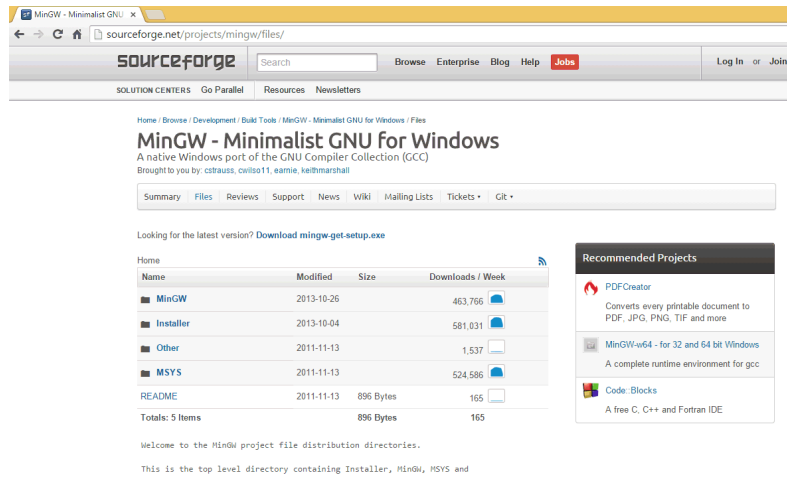 MinGW - Minimalist GNU
sourceforge.net/projects/mingw/files/
sourceforge Search Browse Enterprise Blog Help Jobs Log In or Join
SOLUTION CENTERS Go Parallel Resources Newsletters
Home / Browse / Development / Build Tools / MinGW - Minimalist GNU for Windows / Files
MinGW - Minimalist GNU for Windows
A native Windows port of the GNU Compiler Collection (GCC)
Brought to you by: cstrauss, cwilso11, earnie, keithmarshall
Summary Files Reviews Support News Wiki Mailing Lists Tickets Git
Looking for the latest version? Download mingw-get-setup.exe
Home
Name Modified Size Downloads / Week
MinGW 2013-10-26 463,766
Installer 2013-10-04 581,031
Other 2011-11-13 1,537
MSYS 2011-11-13 524,586
README 2011-11-13 896 Bytes 165
Totals: 5 Items 896 Bytes 165
Welcome to the MinGW project file distribution directories.
This is the top level directory containing Installer, MinGW, MSYS and
Recommended Projects
PDFCreator
Converts every printable document to
PDF, JPG, PNG, TIF and more
MinGW-w64 - for 32 and 64 bit Windows
A complete runtime environment for gcc
Code::Blocks
A free C, C++ and Fortran IDE